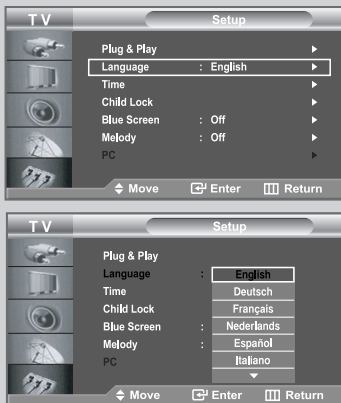 TV Setup
Plug & Play
Language : English
Time
Child Lock
Blue Screen : Off
Melody : Off
PC
Move Enter Return
TV Setup
Plug & Play
Language : English
Time Deutsch
Child Lock Français
Blue Screen : Nederlands
Melody : Español
PC Italiano
Move Enter Return